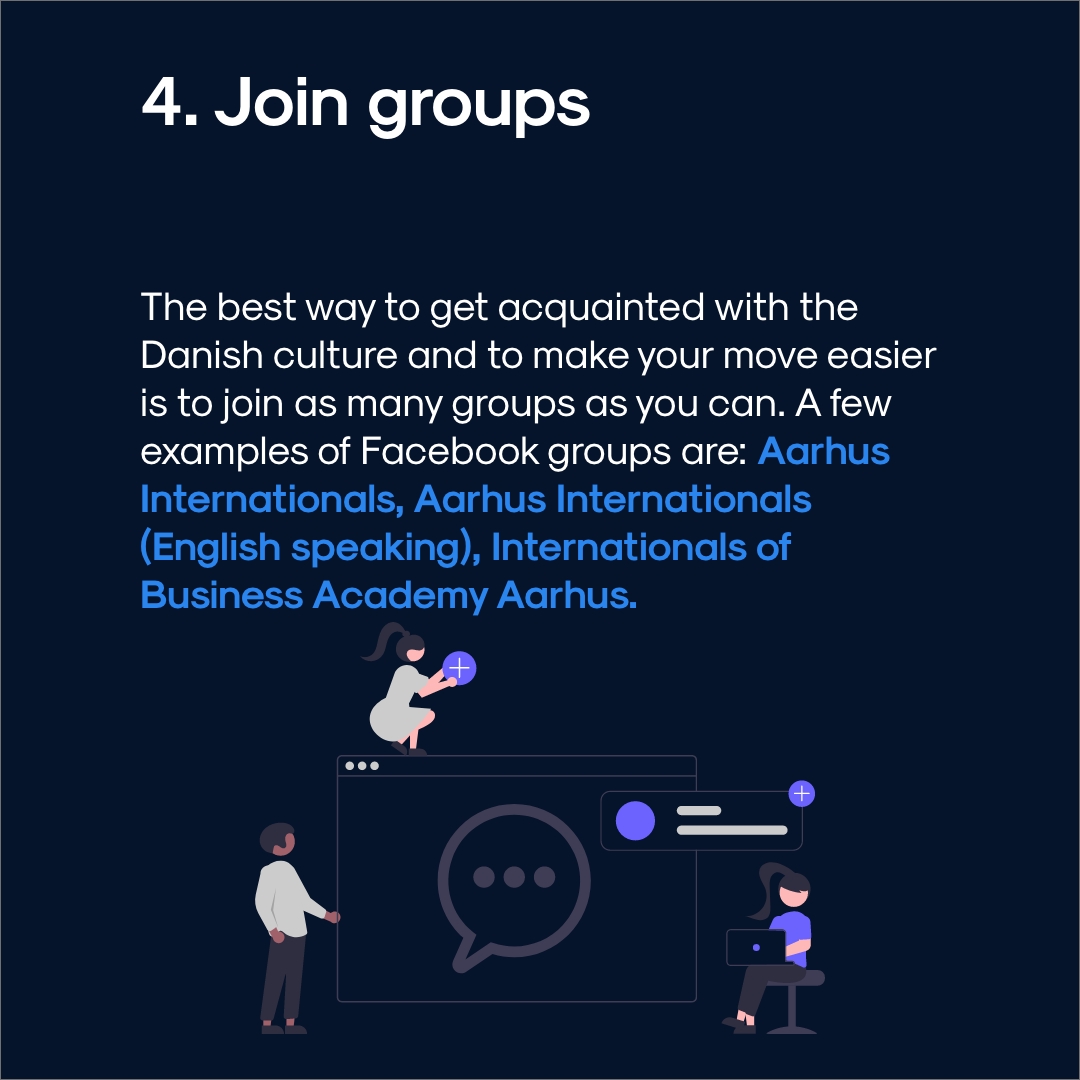 4. Join groups
The best way to get acquainted with the
Danish culture and to make your move easier
is to join as many groups as you can. A few
examples of Facebook groups are: Aarhus
Internationals, Aarhus Internationals
(English speaking), Internationals of
Business Academy Aarhus.